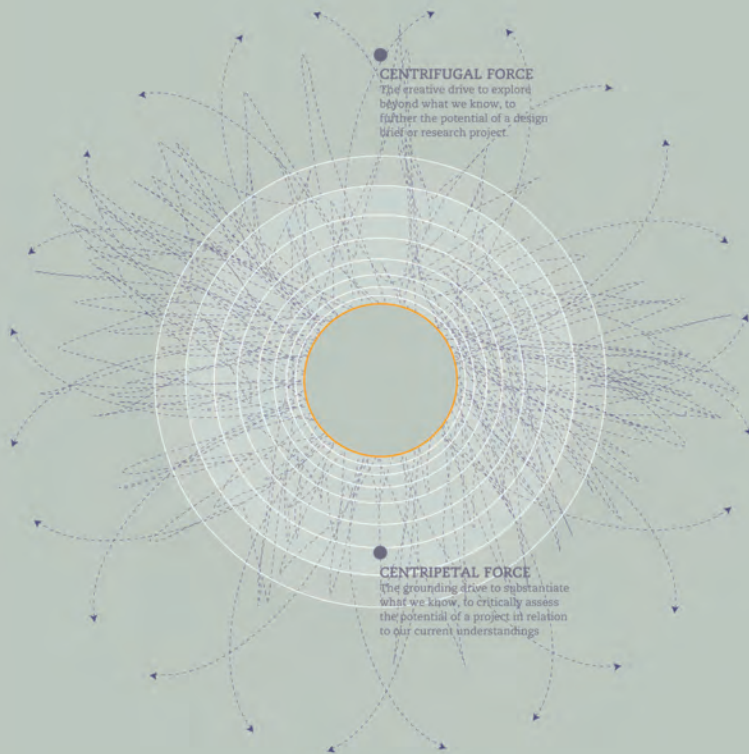 CENTRIFUGAL FORCE
The creative drive to explore
beyond what we know, to
further the potential of a design
brief or research project
CENTRIPETAL FORCE
The grounding drive to substantiate
what we know, to critically assess
the potential of a project in relation
to our current understandings